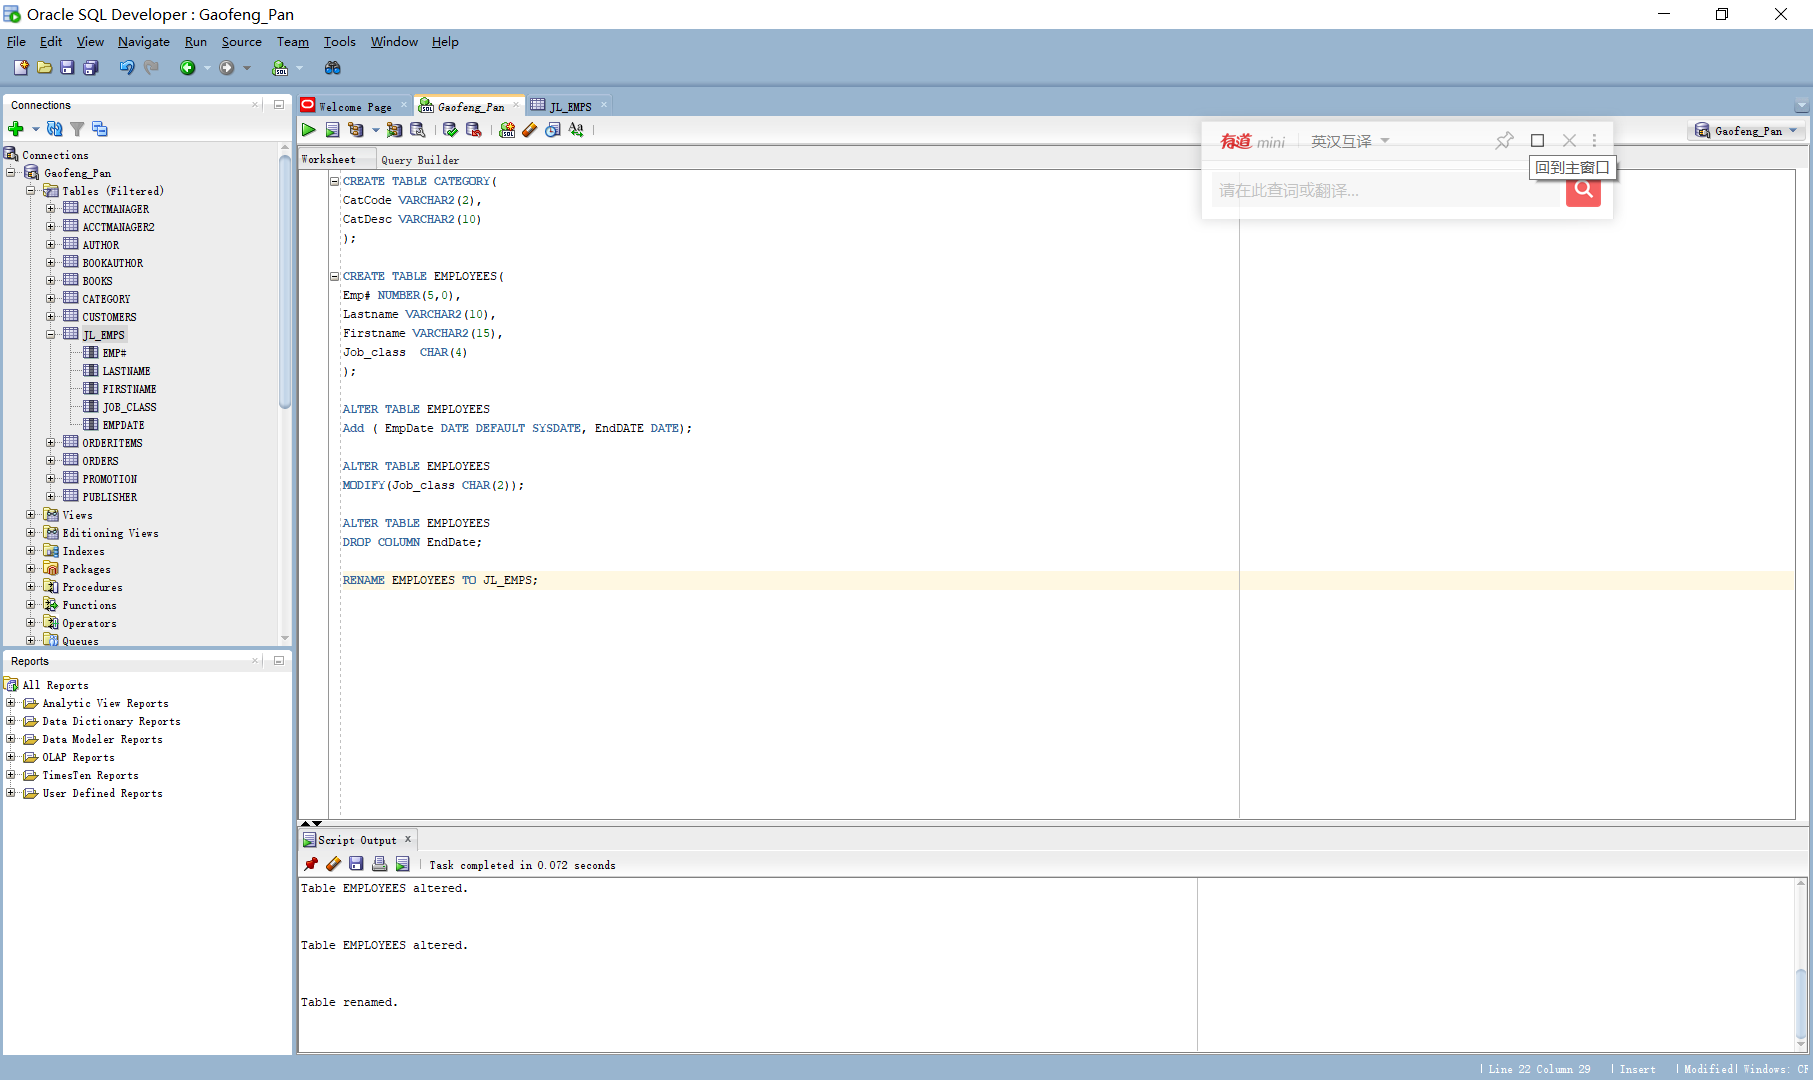 Oracle SQL Developer : Gaofeng_Pan
File Edit View Navigate Run Source Team Tools Window Help
Connections
Connections
Gaofeng_Pan
Tables (Filtered)
ACCTMANAGER
ACCTMANAGER2
AUTHOR
BOOKAUTHOR
BOOKS
CATEGORY
CUSTOMERS
JL_EMPS
EMP#
LASTNAME
FIRSTNAME
JOB_CLASS
EMPDATE
ORDERITEMS
ORDERS
PROMOTION
PUBLISHER
Views
Editioning Views
Indexes
Packages
Procedures
Functions
Operators
Queues
Reports
All Reports
Analytic View Reports
Data Dictionary Reports
Data Modeler Reports
OLAP Reports
TimesTen Reports
User Defined Reports
Welcome Page Gaofeng_Pan JL_EMPS
Gaofeng_Pan
Worksheet Query Builder
有道 mini 英汉互译
回到主窗口
请在此查词或翻译...
CREATE TABLE CATEGORY(
CatCode VARCHAR2(2),
CatDesc VARCHAR2(10)
);
CREATE TABLE EMPLOYEES(
Emp# NUMBER(5,0),
Lastname VARCHAR2(10),
Firstname VARCHAR2(15),
Job_class CHAR(4)
);
ALTER TABLE EMPLOYEES
Add ( EmpDate DATE DEFAULT SYSDATE, EndDATE DATE);
ALTER TABLE EMPLOYEES
MODIFY(Job_class CHAR(2));
ALTER TABLE EMPLOYEES
DROP COLUMN EndDate;
RENAME EMPLOYEES TO JL_EMPS;
Script Output
Task completed in 0.072 seconds
Table EMPLOYEES altered.
Table EMPLOYEES altered.
Table renamed.
Line 22 Column 29 Insert Modified Windows: CR